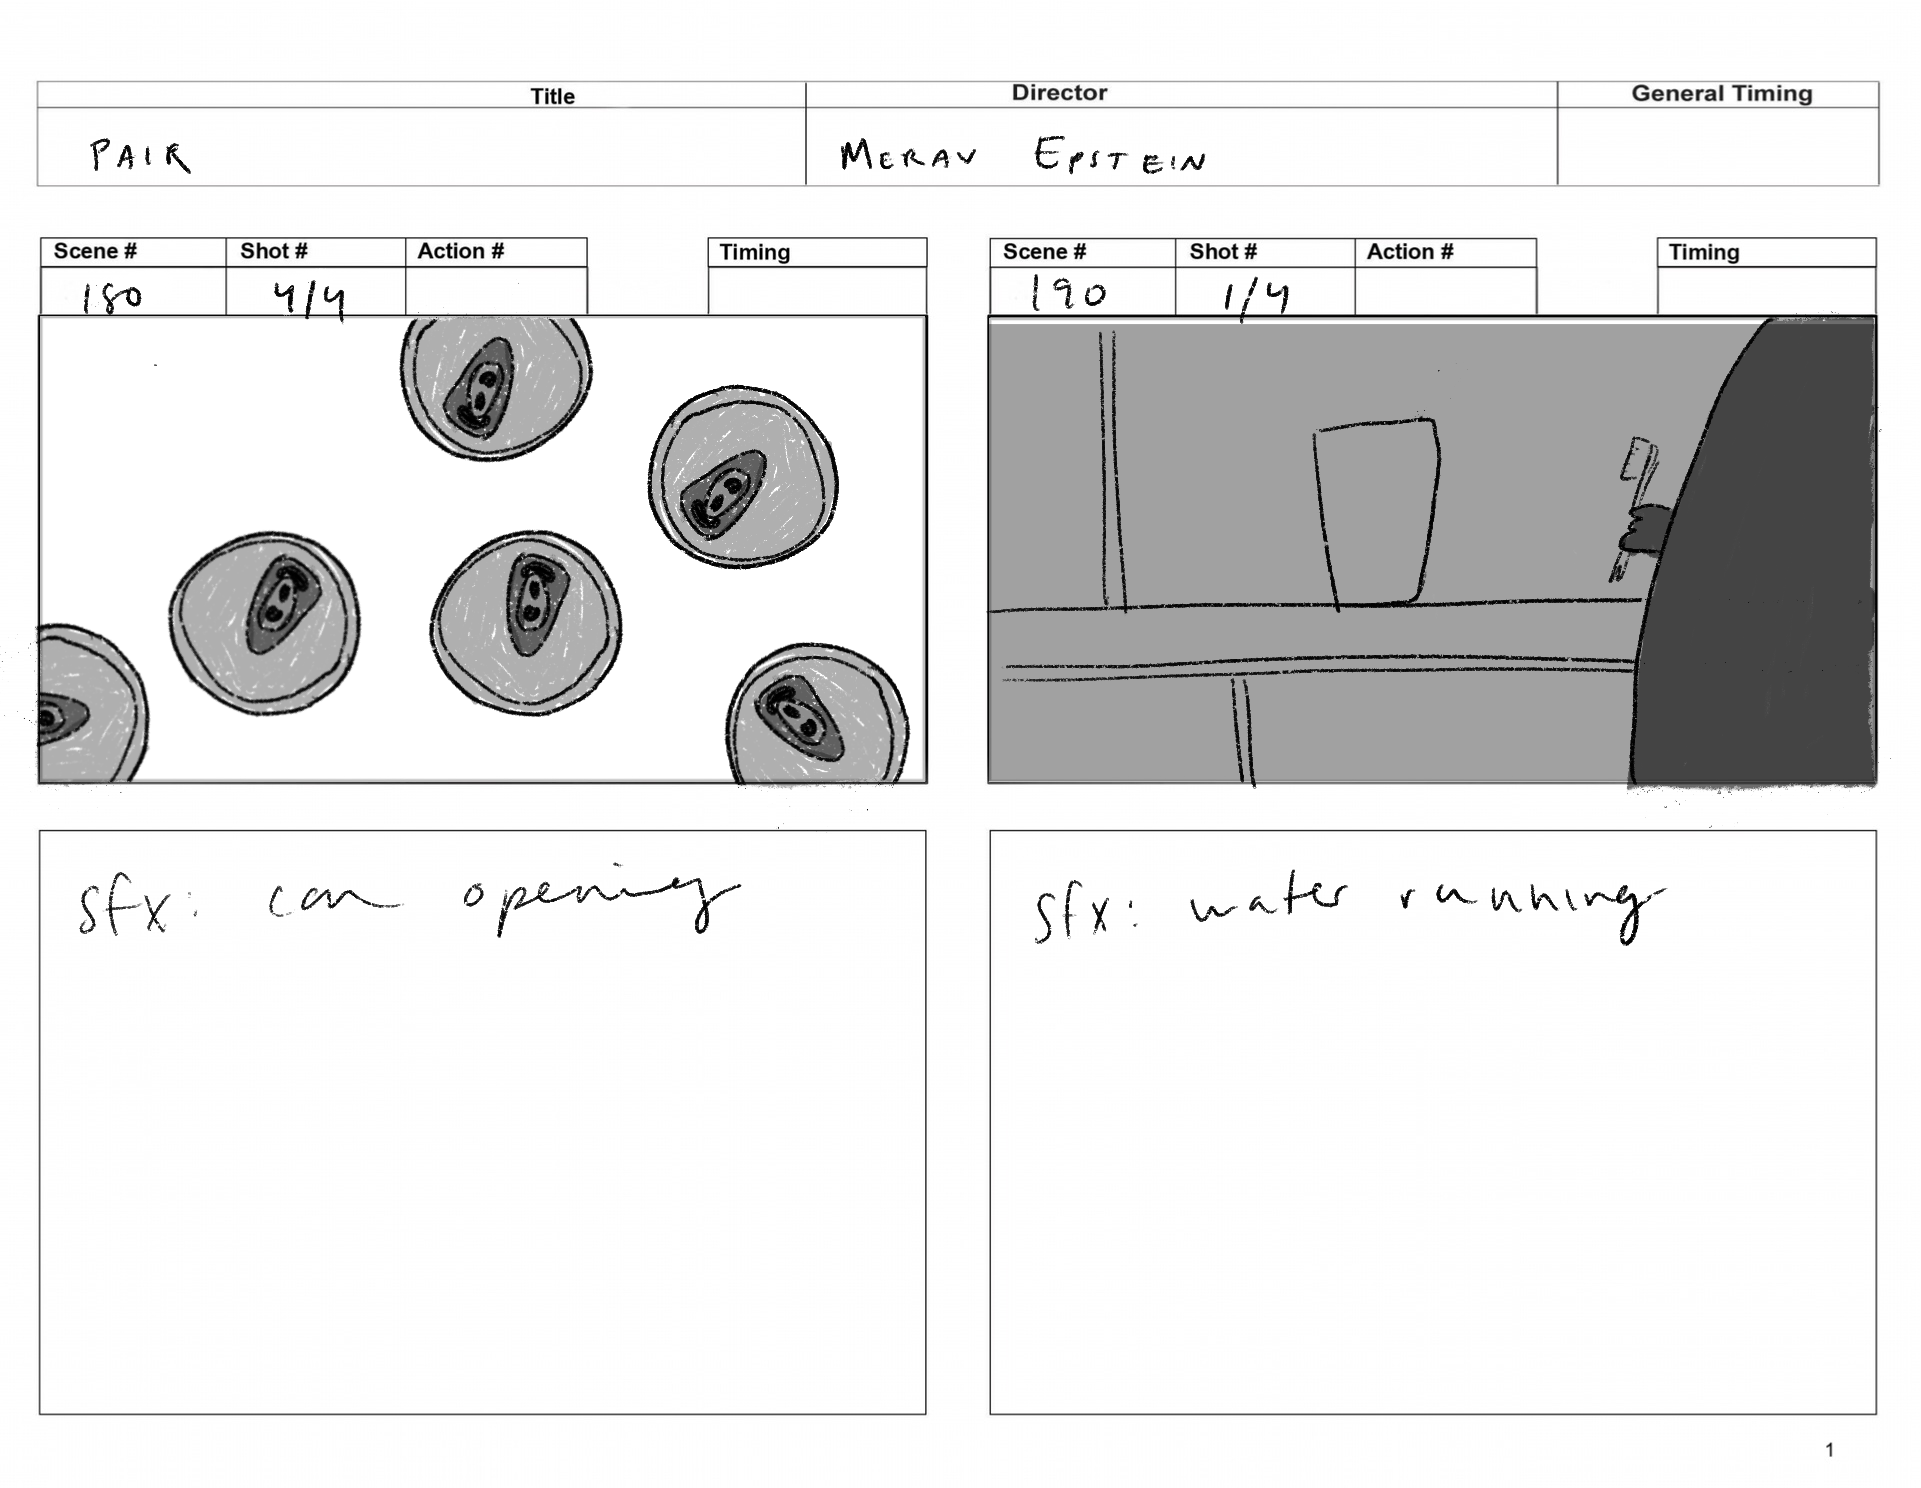 Title Director General Timing
PAIR MERAV EPSTEIN
Scene # Shot # Action # Timing
180 4/4
Scene # Shot # Action # Timing
190 1/4
sfx: can opening
sfx: water running
1